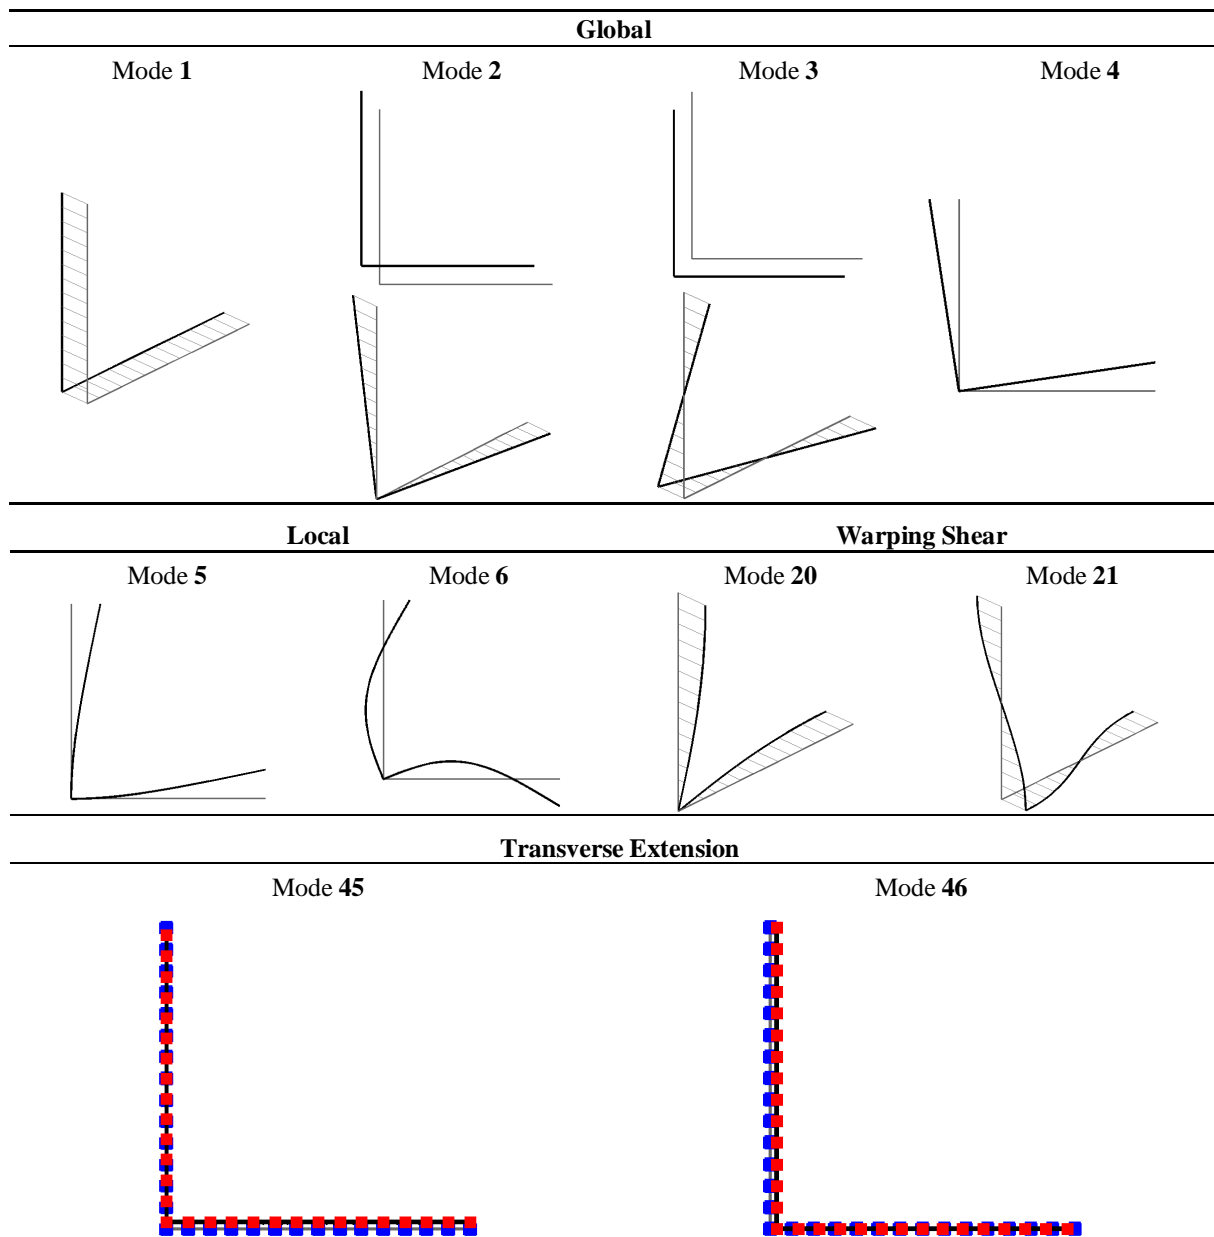 Global
Mode 1 Mode 2 Mode 3 Mode 4
Local Warping Shear
Mode 5 Mode 6 Mode 20 Mode 21
Transverse Extension
Mode 45 Mode 46